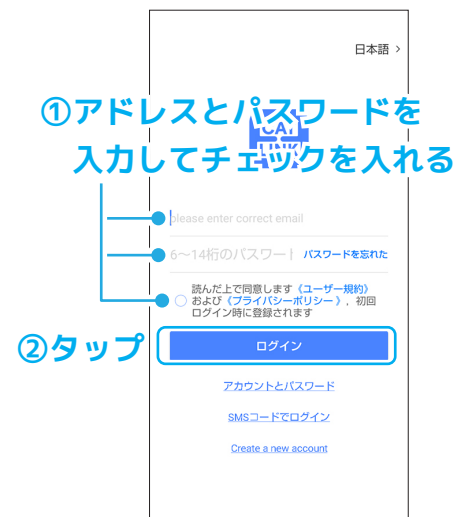 日本語 >
①アドレスとパスワードを
入力してチェックを入れる
please enter correct email
6～14桁のパスワー
パスワードを忘れた
読んだ上で同意します《ユーザー規約》
および《プライバシーポリシー 》, 初回
ログイン時に登録されます
②タップ
ログイン
アカウントとパスワード
SMSコードでログイン
Create a new account